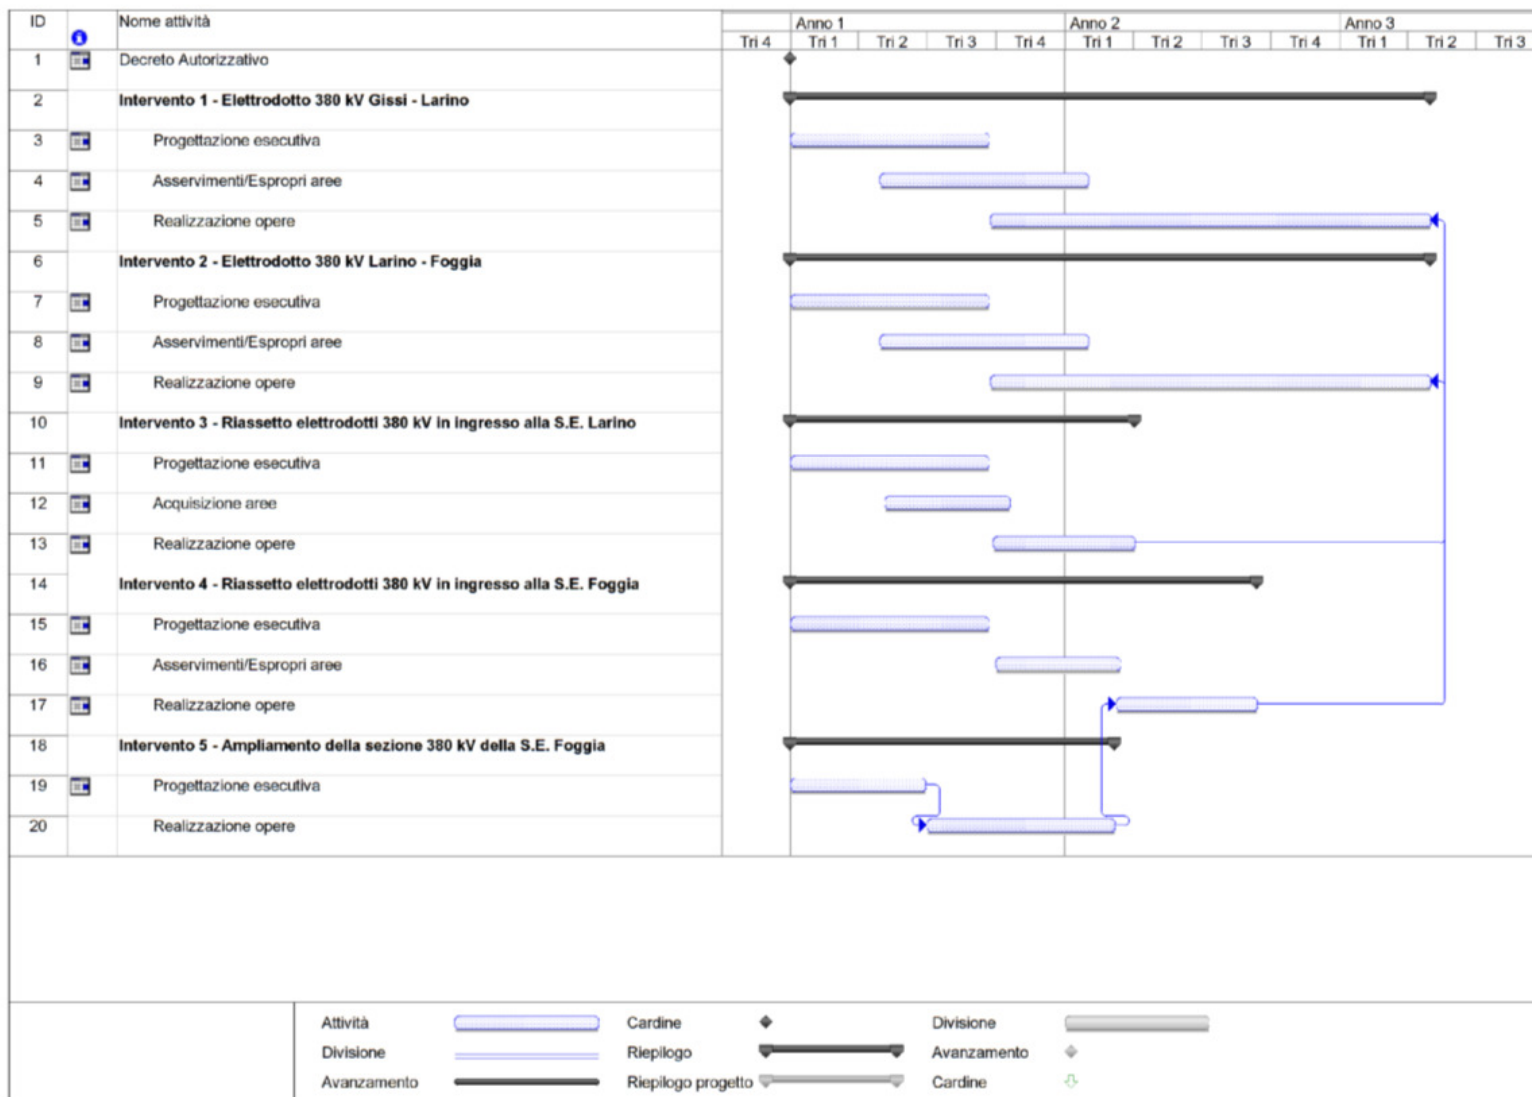 ID Nome attività Anno 1 Anno 2 Anno 3
Tri 4 Tri 1 Tri 2 Tri 3 Tri 4 Tri 1 Tri 2 Tri 3 Tri 4 Tri 1 Tri 2 Tri 3
1 Decreto Autorizzativo
2 Intervento 1 - Elettrodotto 380 kV Gissi - Larino
3 Progettazione esecutiva
4 Asservimenti/Espropri aree
5 Realizzazione opere
6 Intervento 2 - Elettrodotto 380 kV Larino - Foggia
7 Progettazione esecutiva
8 Asservimenti/Espropri aree
9 Realizzazione opere
10 Intervento 3 - Riassetto elettrodotti 380 kV in ingresso alla S.E. Larino
11 Progettazione esecutiva
12 Acquisizione aree
13 Realizzazione opere
14 Intervento 4 - Riassetto elettrodotti 380 kV in ingresso alla S.E. Foggia
15 Progettazione esecutiva
16 Asservimenti/Espropri aree
17 Realizzazione opere
18 Intervento 5 - Ampliamento della sezione 380 kV della S.E. Foggia
19 Progettazione esecutiva
20 Realizzazione opere
Attività Cardine Divisione
Divisione Riepilogo Avanzamento
Avanzamento Riepilogo progetto Cardine